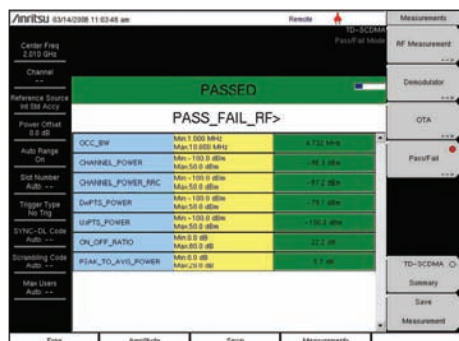 Anritsu 03/14/2008 11:03:48 am
Remote
Measurements
TD-SCDMA
Pass/Fail Mode
Center Freq
2.010 GHz
RF Measurement
Channel
--
PASSED
Demodulator
Reference Source
Int Std Accy
PASS_FAIL_RF>
OTA
Power Offset
0.0 dB
OCC_BW
Min:1.000 MHz
Max:10.000 MHz
4.732 MHz
Auto Range
On
CHANNEL_POWER
Min:-100.0 dBm
Max:50.0 dBm
Pass/Fail
Slot Number
Auto: --
CHANNEL_POWER_RRC
Min:-100.0 dBm
Max:50.0 dBm
Trigger Type
No Trig
DwPTS_POWER
Min:-100.0 dBm
Max:50.0 dBm
SYNC-DL Code
Auto: --
UpPTS_POWER
Min:-100.0 dBm
Max:50.0 dBm
Scrambling Code
Auto: --
ON_OFF_RATIO
Min:0.0 dB
Max:80.0 dB
22.2 dB
PEAK_TO_AVG_POWER
Min:0.0 dB
TD-SCDMA
Summary
Max Users
Auto: --
Save
Measurement
Freq
Amplitude
Save
Measurements